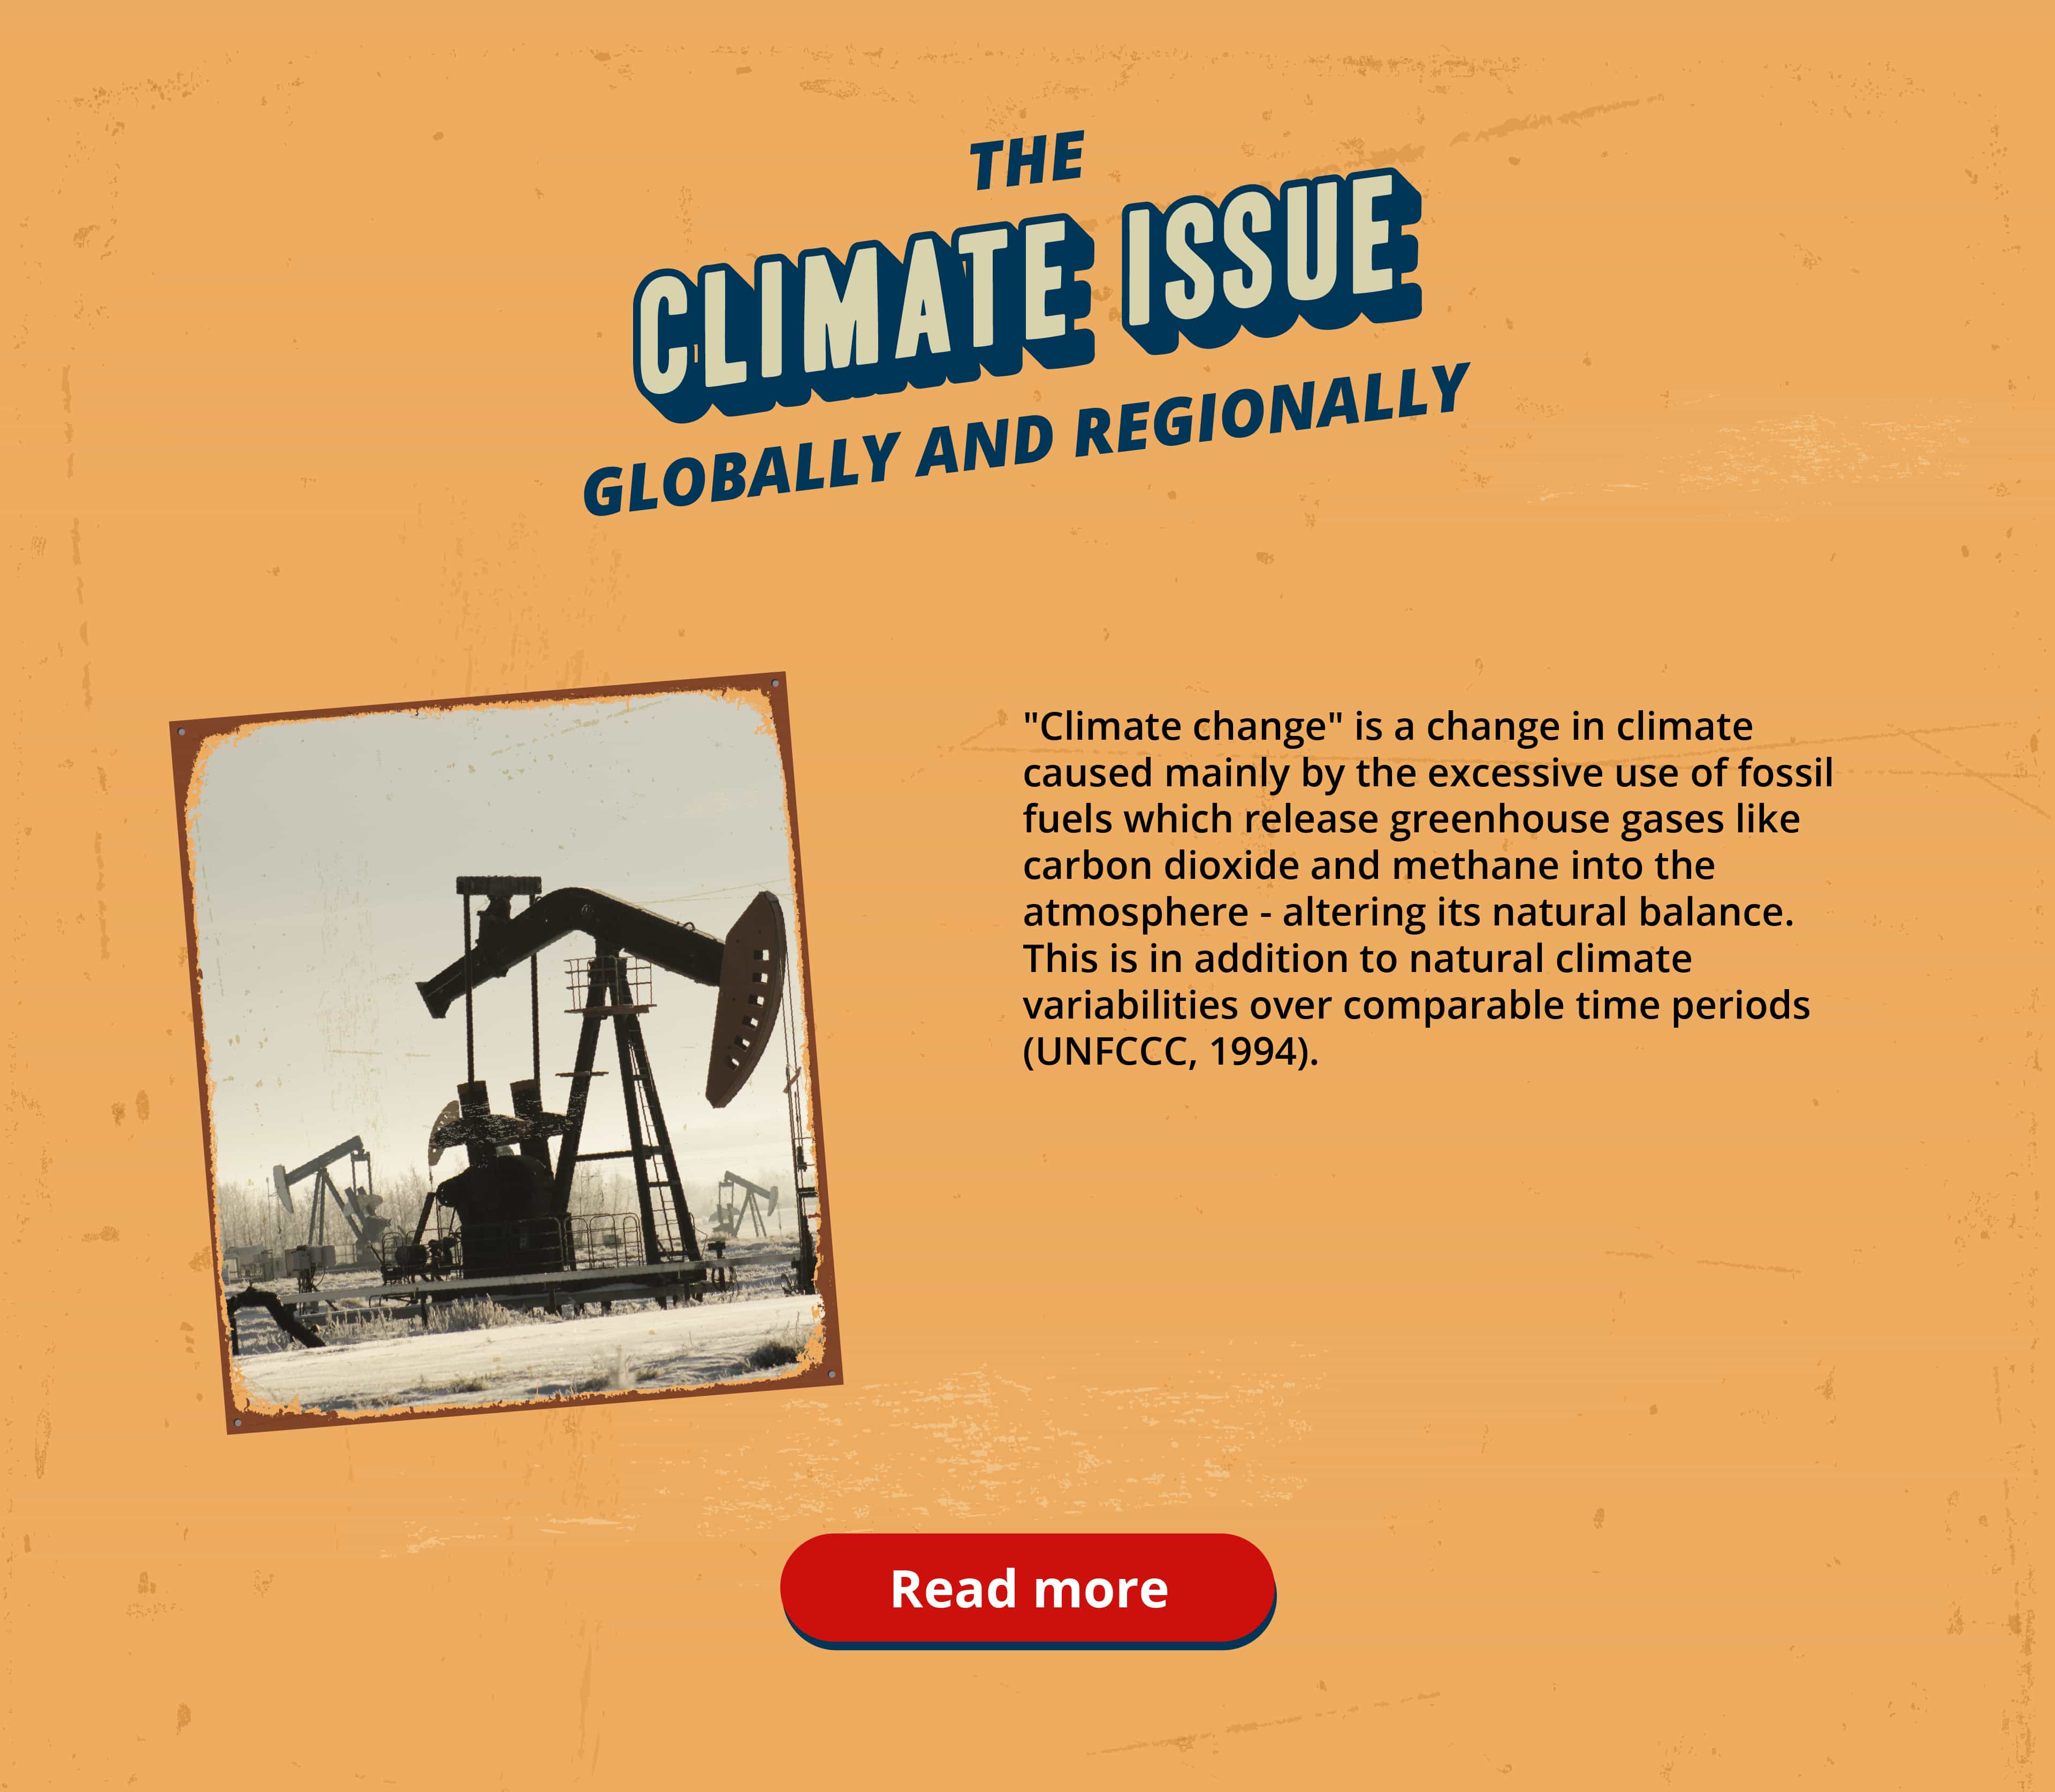 THE
CLIMATE ISSUE
GLOBALLY AND REGIONALLY
"Climate change" is a change in climate
caused mainly by the excessive use of fossil
fuels which release greenhouse gases like
carbon dioxide and methane into the
atmosphere - altering its natural balance.
This is in addition to natural climate
variabilities over comparable time periods
(UNFCCC, 1994).
Read more